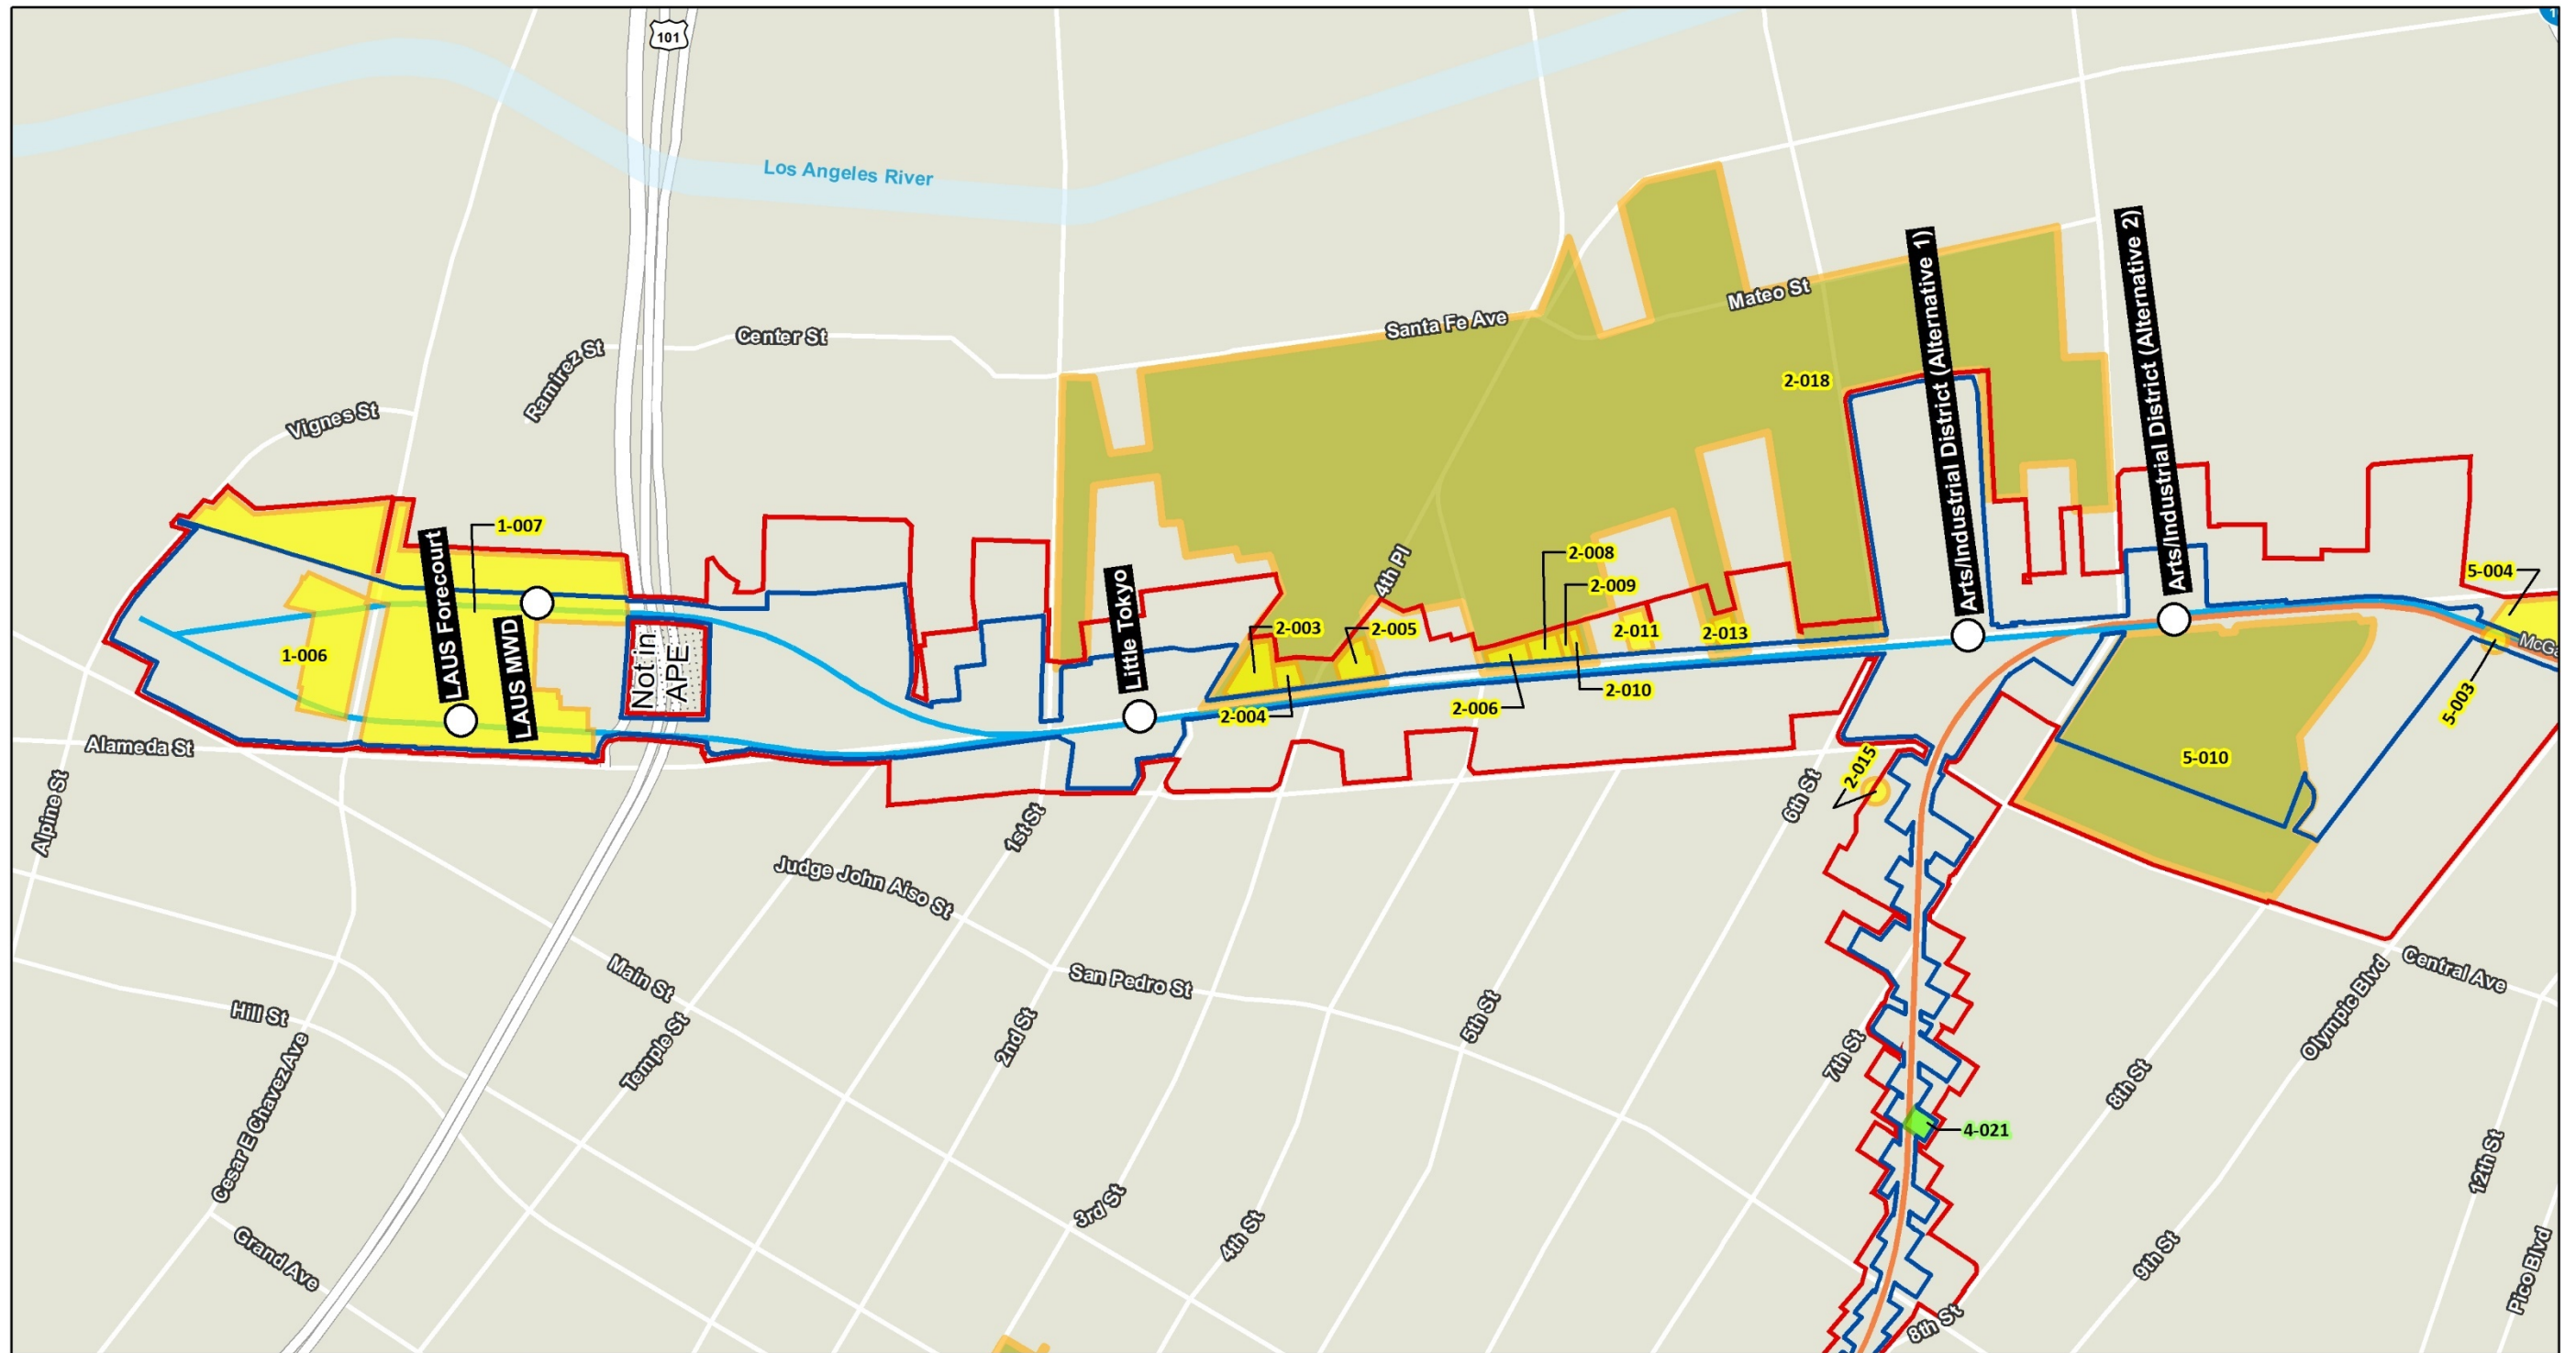 101
1
Los Angeles River
Arts/Industrial District (Alternative 1)
Arts/Industrial District (Alternative 2)
Santa Fe Ave
Mateo St
Center St
Ramirez St
Vignes St
2-018
1-007
LAUS Forecourt
LAUS MWD
1-006
Not in
APE
Little Tokyo
4th Pl
2-003
2-004
2-005
2-006
2-008
2-009
2-010
2-011
2-013
2-015
5-004
5-003
5-010
Alameda St
Alpine St
1st St
6th St
Judge John Aiso St
Main St
San Pedro St
Hill St
Temple St
2nd St
5th St
7th St
8th St
Olympic Blvd
Central Ave
Cesar E Chavez Ave
Grand Ave
3rd St
4th St
4-021
12th St
9th St
8th St
Pico Blvd